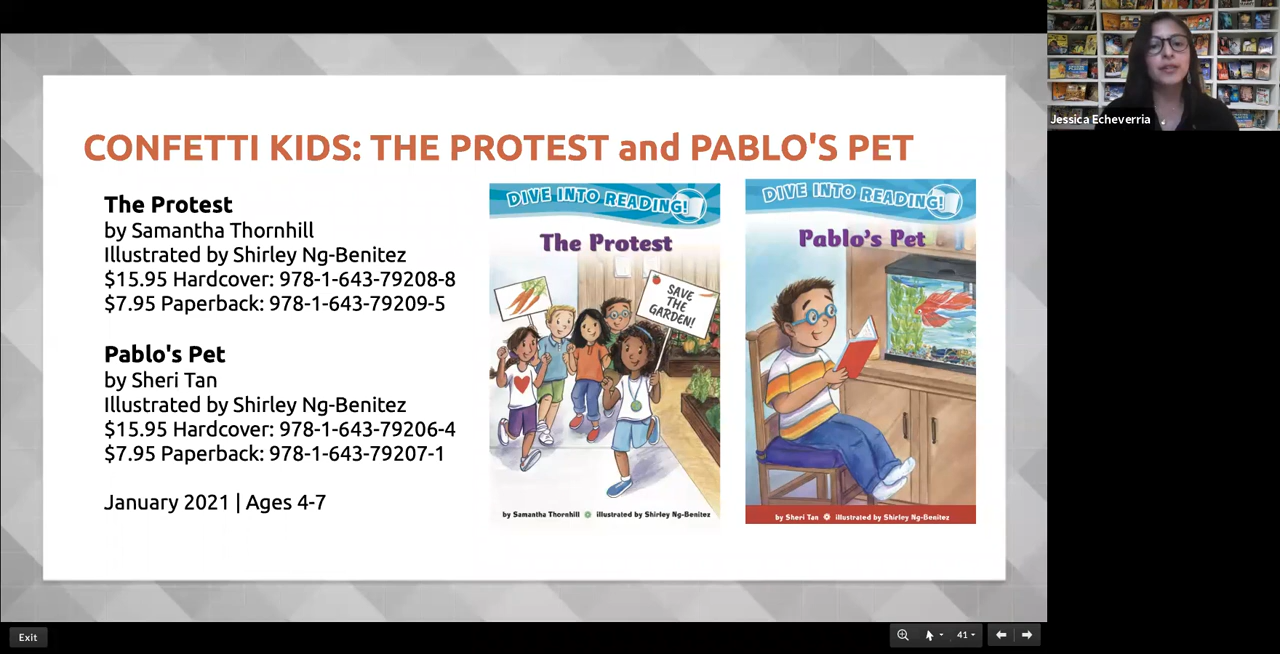 Jessica Echeverria
CONFETTI KIDS: THE PROTEST and PABLO'S PET
The Protest
by Samantha Thornhill
Illustrated by Shirley Ng-Benitez
$15.95 Hardcover: 978-1-643-79208-8
$7.95 Paperback: 978-1-643-79209-5
Pablo's Pet
by Sheri Tan
Illustrated by Shirley Ng-Benitez
$15.95 Hardcover: 978-1-643-79206-4
$7.95 Paperback: 978-1-643-79207-1
January 2021 | Ages 4-7
DIVE INTO READING!
The Protest
SAVE
THE
GARDEN!
by Samantha Thornhill illustrated by Shirley Ng-Benitez
DIVE INTO READING!
Pablo's Pet
by Sheri Tan illustrated by Shirley Ng-Benitez
Exit
41